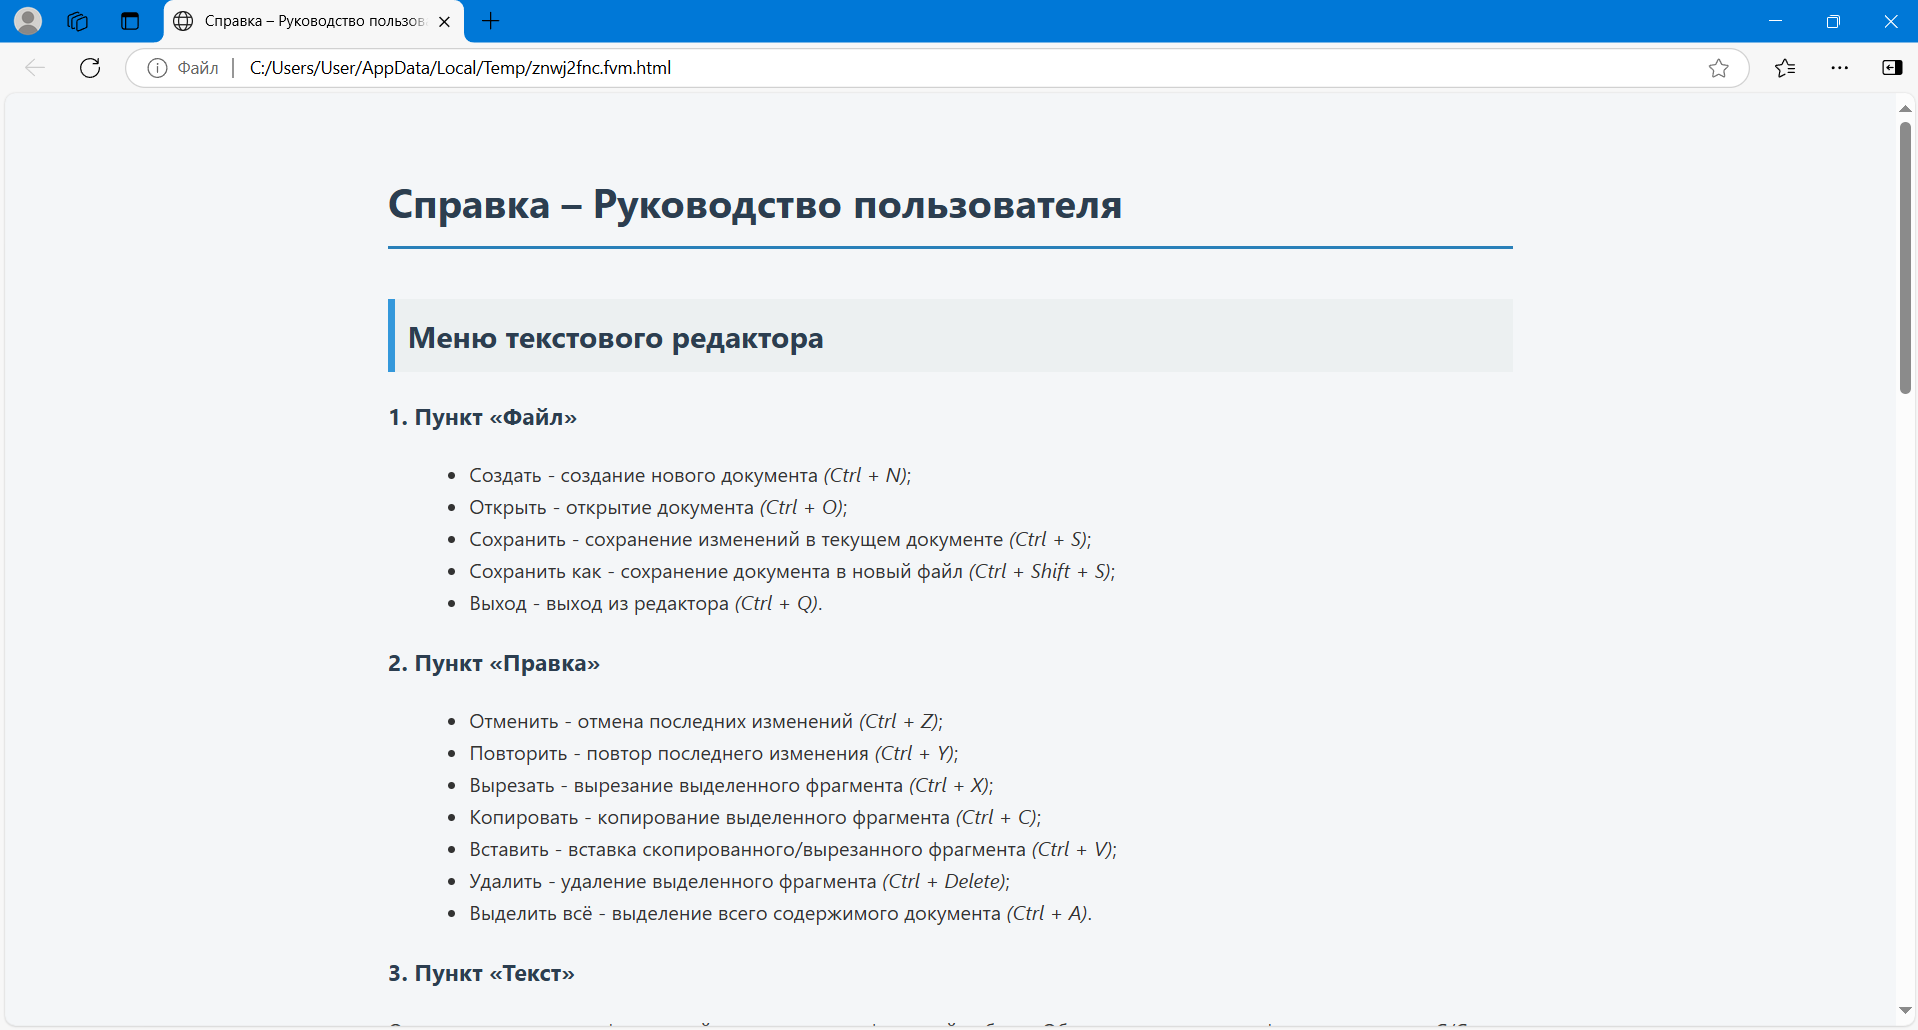 Справка – Руководство пользов
Файл
C:/Users/User/AppData/Local/Temp/znwj2fnc.fvm.html
Справка – Руководство пользователя
Меню текстового редактора
1. Пункт «Файл»
• Создать - создание нового документа (Ctrl + N);
• Открыть - открытие документа (Ctrl + O);
• Сохранить - сохранение изменений в текущем документе (Ctrl + S);
• Сохранить как - сохранение документа в новый файл (Ctrl + Shift + S);
• Выход - выход из редактора (Ctrl + Q).
2. Пункт «Правка»
• Отменить - отмена последних изменений (Ctrl + Z);
• Повторить - повтор последнего изменения (Ctrl + Y);
• Вырезать - вырезание выделенного фрагмента (Ctrl + X);
• Копировать - копирование выделенного фрагмента (Ctrl + C);
• Вставить - вставка скопированного/вырезанного фрагмента (Ctrl + V);
• Удалить - удаление выделенного фрагмента (Ctrl + Delete);
• Выделить всё - выделение всего содержимого документа (Ctrl + A).
3. Пункт «Текст»